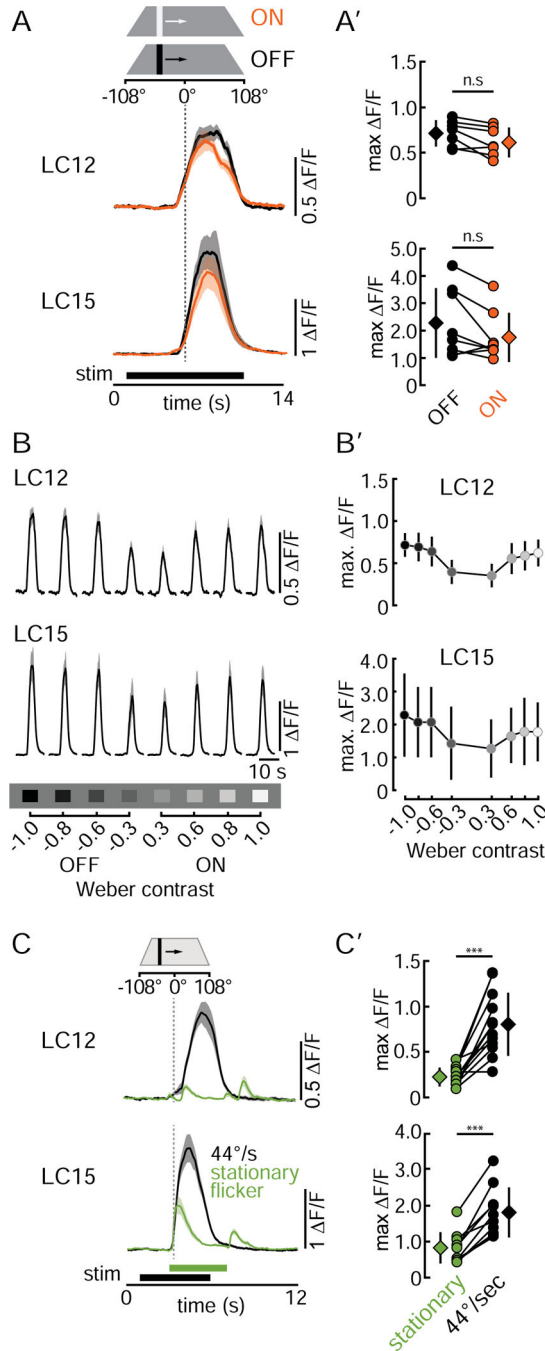 A
ON
OFF
-108° 0° 108°
LC12
0.5 ΔF/F
LC15
1 ΔF/F
stim
0 time (s) 14
A′
n.s
max ΔF/F
1.5
1.0
0.5
0
n.s
max ΔF/F
5.0
4.0
3.0
2.0
1.0
0
OFF ON
B
LC12
0.5 ΔF/F
LC15
1 ΔF/F
10 s
-1.0 -0.8 -0.6 -0.3 0.3 0.6 0.8 1.0
OFF ON
Weber contrast
B′
LC12
max. ΔF/F
1.5
1.0
0.5
0
LC15
max. ΔF/F
4.0
3.0
2.0
1.0
0
-1.0 -0.6 -0.3 0.3 0.6 1.0
Weber contrast
C
-108° 0° 108°
LC12
0.5 ΔF/F
LC15
44°/s
stationary
flicker
1 ΔF/F
stim
0 time (s) 12
C′
***
max ΔF/F
1.5
1.0
0.5
0
***
max ΔF/F
4.0
3.0
2.0
1.0
0
stationary 44°/sec